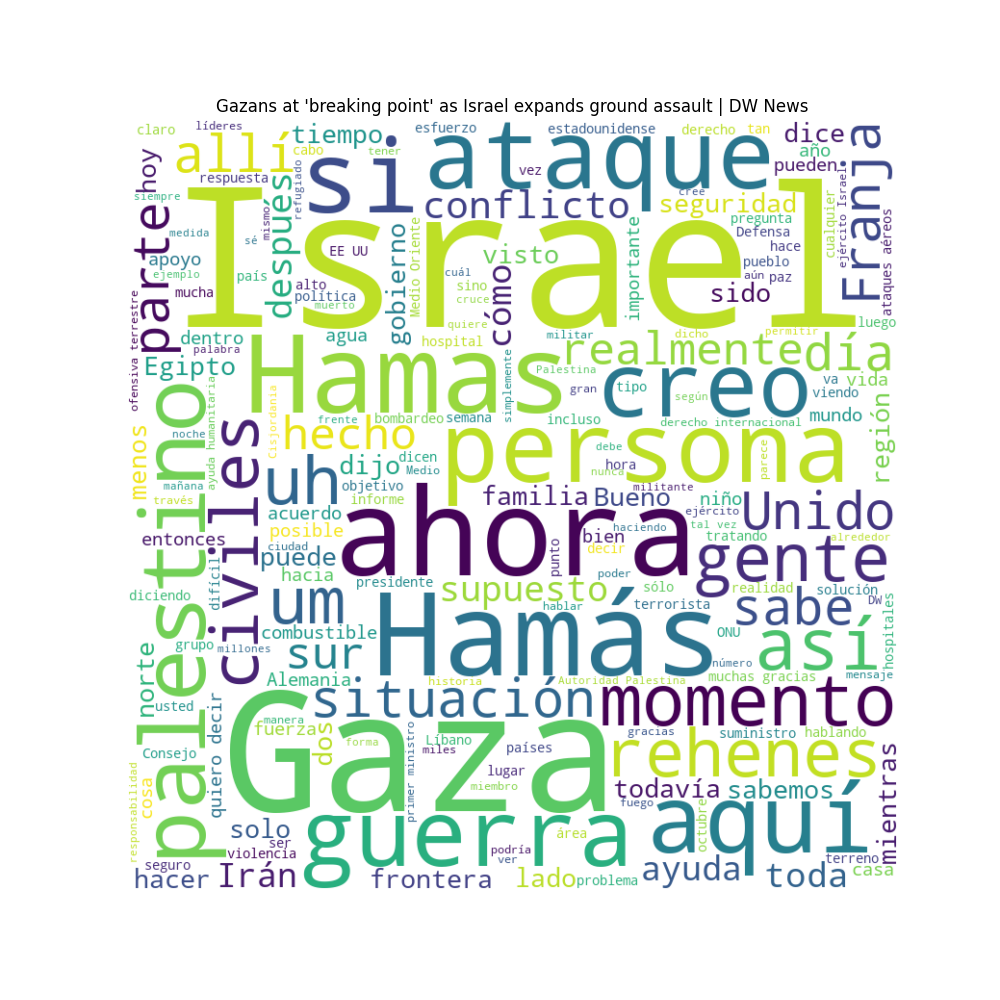 Gazans at 'breaking point' as Israel expands ground assault | DW News
claro
líderes
tiempo
esfuerzo
estadounidense
derecho
tan
dice
hoy
allí
cabo
tener
si
ataque
vez
año
pueden
Franja
siempre
respuesta
refugiado
conflicto
cree
seguridad
cualquier
ejército Israelí
parte
después
mismo
Israel
pregunta
Defensa
hace
ataques aéreos
medida
sé
EE UU
gobierno
Medio Oriente
visto
importante
apoyo
ejemplo
país
alto
cuál
sino
cómo
pueblo
aún
paz
mucha
política
muerto
cruce
sido
ofensiva terrestre
dentro
palabra
agua
quiere
hospital
militar
dicho
permitir
luego
Egipto
Hamas
simplemente
realmente
día
Palestina
gran
tipo
según
creo
va
viendo
vida
ayuda humanitaria
frente
bombardeo
semana
incluso
derecho internacional
mundo
región
menos
noche
palestino
civiles
Cisjordania
hecho
dicen
Medio
persona
debe
nunca
parece
mañana
través
uh
dijo
objetivo
informe
hora
militante
familia
Bueno
niño
Unido
acuerdo
ahora
ejército
tal vez
entonces
posible
ciudad
puede
bien
decir
haciendo
tratando
alrededor
difícil
hacia
presidente
punto
poder
gente
diciendo
um
supuesto
hablar
sólo
realidad
solución
DW
terrorista
sabe
hospitales
grupo
millones
combustible
Hamás
ONU
así
norte
sur
número
mensaje
usted
Alemania
historia
Autoridad Palestina
muchas gracias
situación
momento
quiero decir
Gaza
manera
fuerza
dos
forma
miles
primer ministro
Líbano
países
gracias
suministro
hablando
Consejo
rehenes
lugar
miembro
todavía
sabemos
mientras
responsabilidad
cosa
fuego
octubre
aquí
solo
ser
guerra
área
violencia
podría
ver
seguro
terreno
hacer
Irán
frontera
lado
problema
ayuda
toda
casa